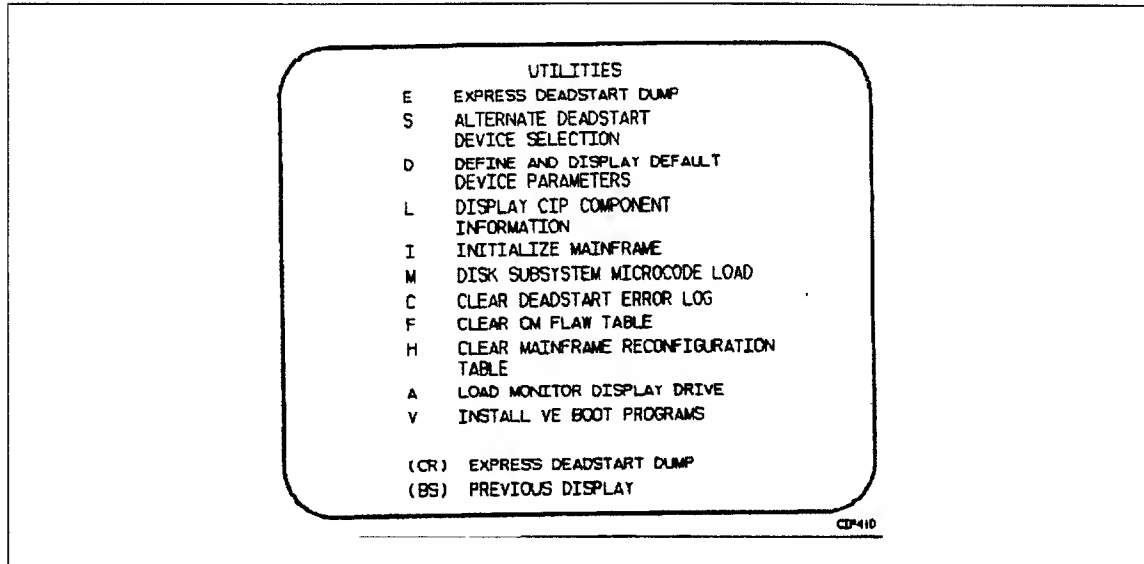 UTILITIES
E EXPRESS DEADSTART DUMP
S ALTERNATE DEADSTART
DEVICE SELECTION
D DEFINE AND DISPLAY DEFAULT
DEVICE PARAMETERS
L DISPLAY CIP COMPONENT
INFORMATION
I INITIALIZE MAINFRAME
M DISK SUBSYSTEM MICROCODE LOAD
C CLEAR DEADSTART ERROR LOG
F CLEAR CM FLAW TABLE
H CLEAR MAINFRAME RECONFIGURATION
TABLE
A LOAD MONITOR DISPLAY DRIVE
V INSTALL VE BOOT PROGRAMS
(CR) EXPRESS DEADSTART DUMP
(BS) PREVIOUS DISPLAY